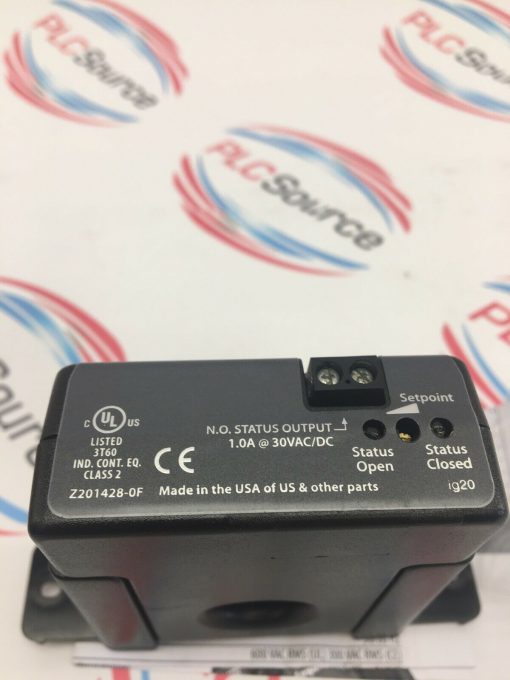 PLCSource
PLCSource
PLCSource
Source
N.O. STATUS OUTPUT
1.0A @ 30VAC/DC
Setpoint
Status
Open
Status
Closed
C UL US
LISTED
3T60
IND. CONT. EQ.
CLASS 2
CE
Z201428-0F
Made in the USA of US & other parts
ig20